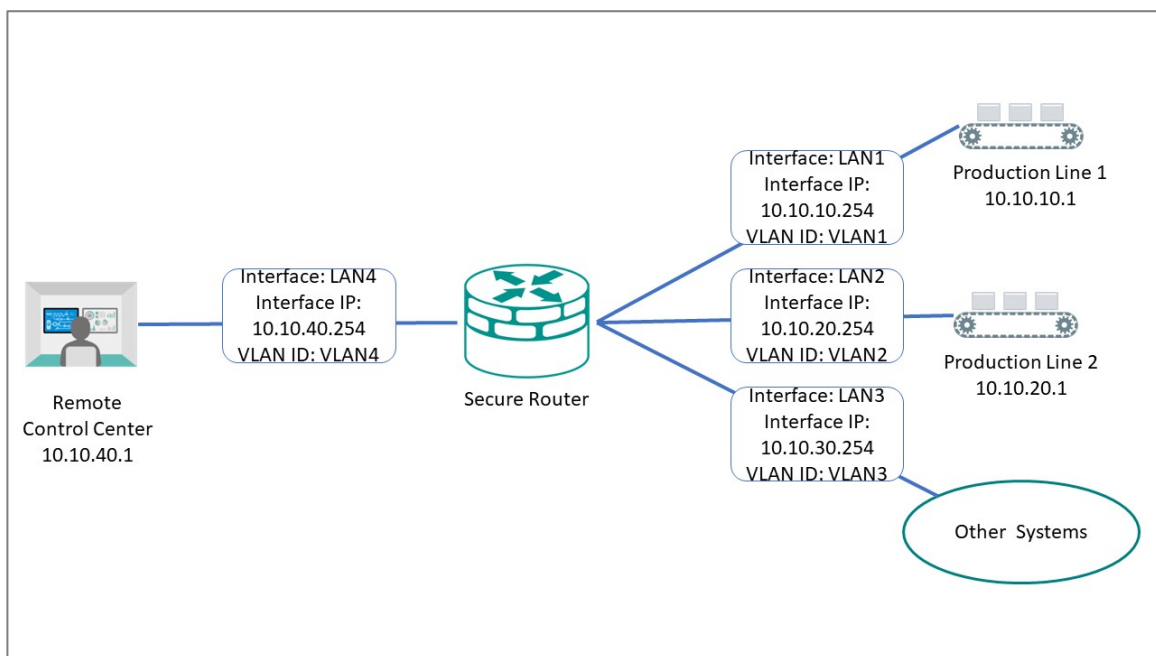 Interface: LAN1
Interface IP:
10.10.10.254
VLAN ID: VLAN1
Production Line 1
10.10.10.1
Interface: LAN4
Interface IP:
10.10.40.254
VLAN ID: VLAN4
Remote
Control Center
10.10.40.1
Secure Router
Interface: LAN2
Interface IP:
10.10.20.254
VLAN ID: VLAN2
Production Line 2
10.10.20.1
Interface: LAN3
Interface IP:
10.10.30.254
VLAN ID: VLAN3
Other Systems